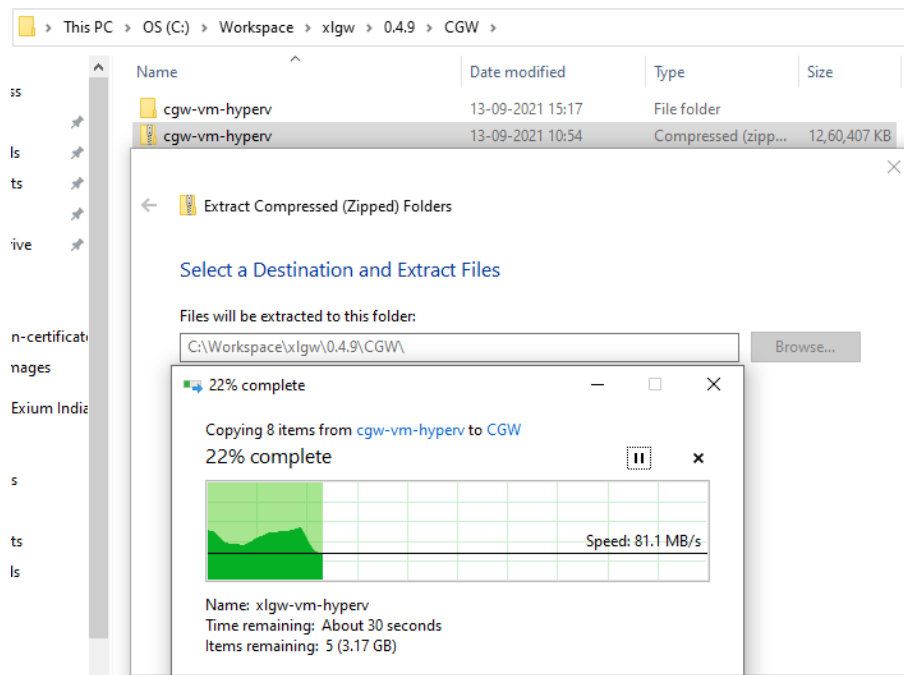 This PC > OS (C:) > Workspace > xlgw > 0.4.9 > CGW >
Name Date modified Type Size
ss
cgw-vm-hyperv 13-09-2021 15:17 File folder
cgw-vm-hyperv 13-09-2021 10:54 Compressed (zipp... 12,60,407 KB
ls
ts
ive
n-certificat
mages
Exium India
s
ts
ls
Extract Compressed (Zipped) Folders
Select a Destination and Extract Files
Files will be extracted to this folder:
C:\Workspace\xlgw\0.4.9\CGW\
Browse...
22% complete
Copying 8 items from cgw-vm-hyperv to CGW
22% complete
Speed: 81.1 MB/s
Name: xlgw-vm-hyperv
Time remaining: About 30 seconds
Items remaining: 5 (3.17 GB)